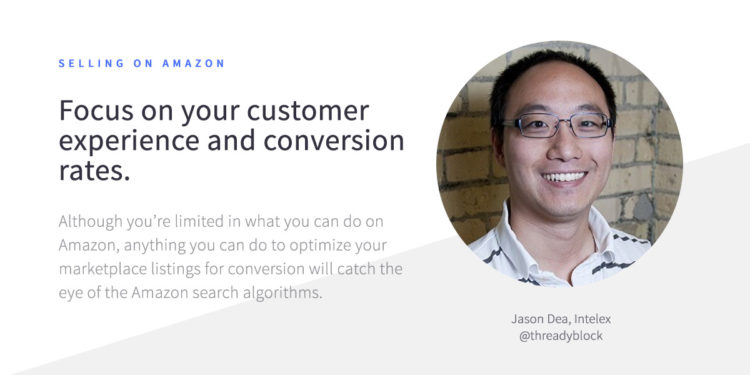 SELLING ON AMAZON
Focus on your customer
experience and conversion
rates.
Although you’re limited in what you can do on
Amazon, anything you can do to optimize your
marketplace listings for conversion will catch the
eye of the Amazon search algorithms.
Jason Dea, Intelex
@threadyblock